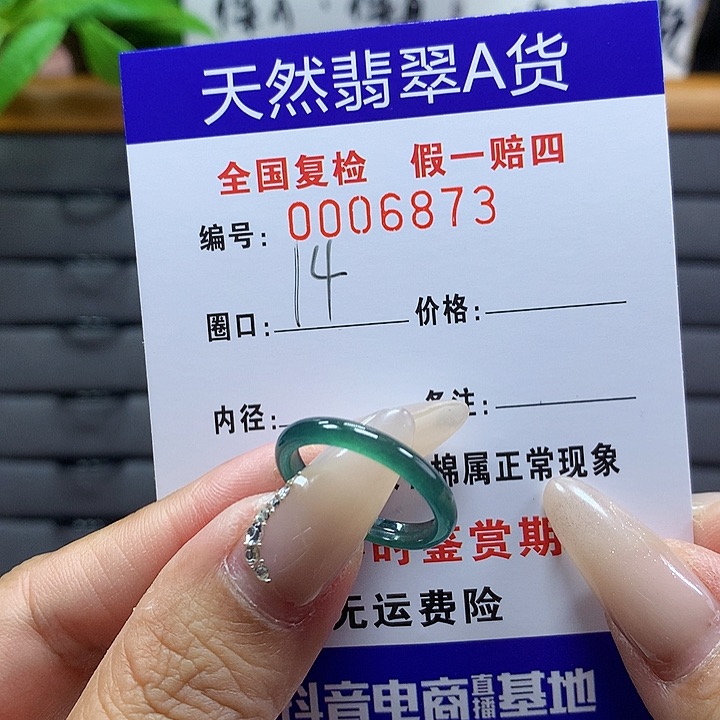 天然翡翠A货
全国复检 假一赔四
编号: 0006873
圈口: 14 价格:
内径: 备注:
棉属正常现象
时鉴赏期
无运费险
抖音电商直播基地